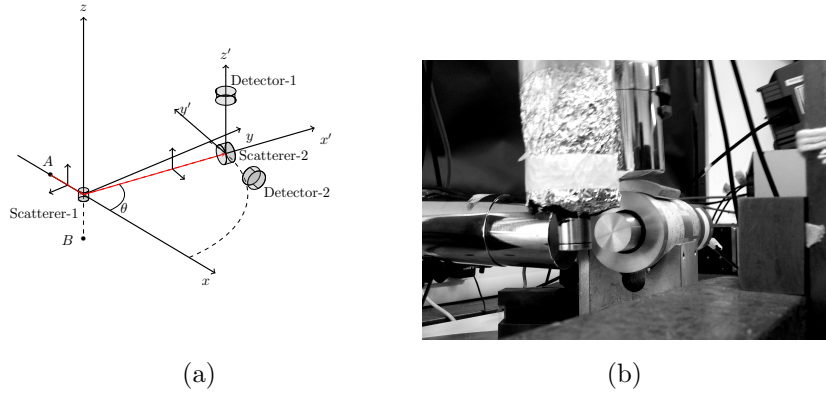 z
z′
Detector-1
y′
y
x′
A
Scatterer-2
Detector-2
Scatterer-1
θ
B
x
(a)
(b)